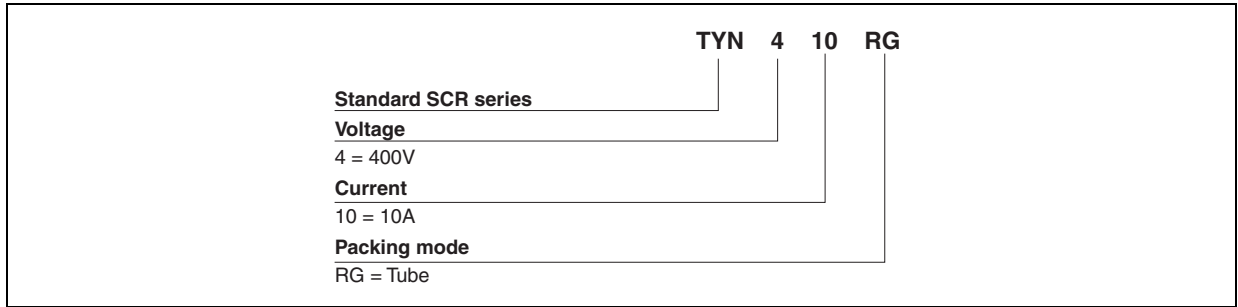 TYN 4 10 RG
Standard SCR series
Voltage
4 = 400V
Current
10 = 10A
Packing mode
RG = Tube